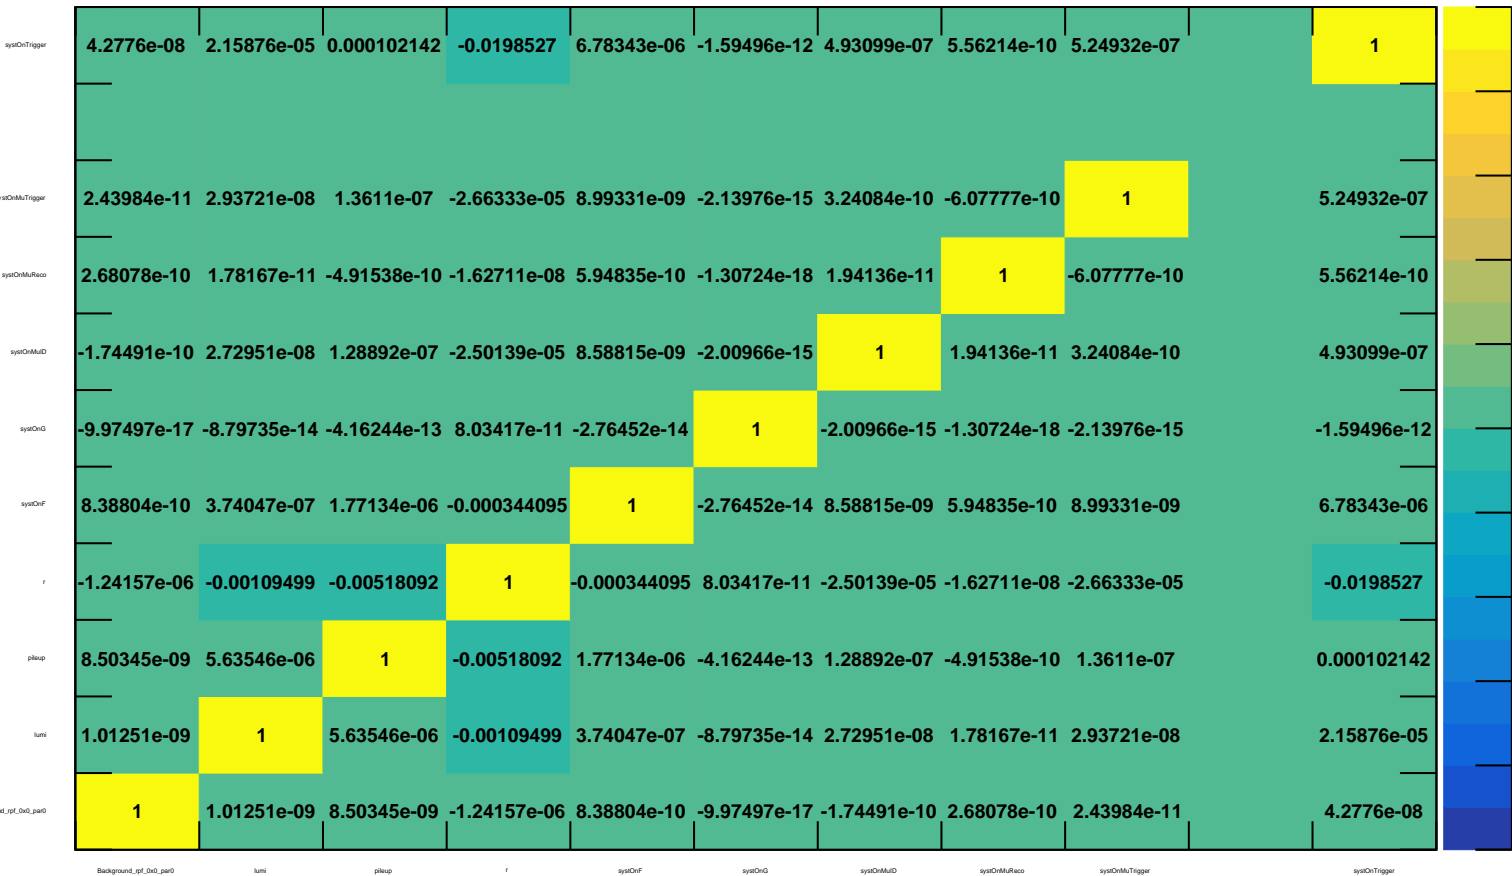 systOnTrigger 4.2776e-08 2.15876e-05 0.000102142 -0.0198527 6.78343e-06 -1.59496e-12 4.93099e-07 5.56214e-10 5.24932e-07 1
stOnMuTrigger 2.43984e-11 2.93721e-08 1.3611e-07 -2.66333e-05 8.99331e-09 -2.13976e-15 3.24084e-10 -6.07777e-10 1 5.24932e-07
systOnMuReco 2.68078e-10 1.78167e-11 -4.91538e-10 -1.62711e-08 5.94835e-10 -1.30724e-18 1.94136e-11 1 -6.07777e-10 5.56214e-10
systOnMuID -1.74491e-10 2.72951e-08 1.28892e-07 -2.50139e-05 8.58815e-09 -2.00966e-15 1 1.94136e-11 3.24084e-10 4.93099e-07
systOnG -9.97497e-17 -8.79735e-14 -4.16244e-13 8.03417e-11 -2.76452e-14 1 -2.00966e-15 -1.30724e-18 -2.13976e-15 -1.59496e-12
systOnF 8.38804e-10 3.74047e-07 1.77134e-06 -0.000344095 1 -2.76452e-14 8.58815e-09 5.94835e-10 8.99331e-09 6.78343e-06
r -1.24157e-06 -0.00109499 -0.00518092 1 -0.000344095 8.03417e-11 -2.50139e-05 -1.62711e-08 -2.66333e-05 -0.0198527
pileup 8.50345e-09 5.63546e-06 1 -0.00518092 1.77134e-06 -4.16244e-13 1.28892e-07 -4.91538e-10 1.3611e-07 0.000102142
lumi 1.01251e-09 1 5.63546e-06 -0.00109499 3.74047e-07 -8.79735e-14 2.72951e-08 1.78167e-11 2.93721e-08 2.15876e-05
d_rpf_0x0_par0 1 1.01251e-09 8.50345e-09 -1.24157e-06 8.38804e-10 -9.97497e-17 -1.74491e-10 2.68078e-10 2.43984e-11 4.2776e-08
Background_rpf_0x0_par0 lumi pileup r systOnF systOnG systOnMuID systOnMuReco systOnMuTrigger systOnTrigger